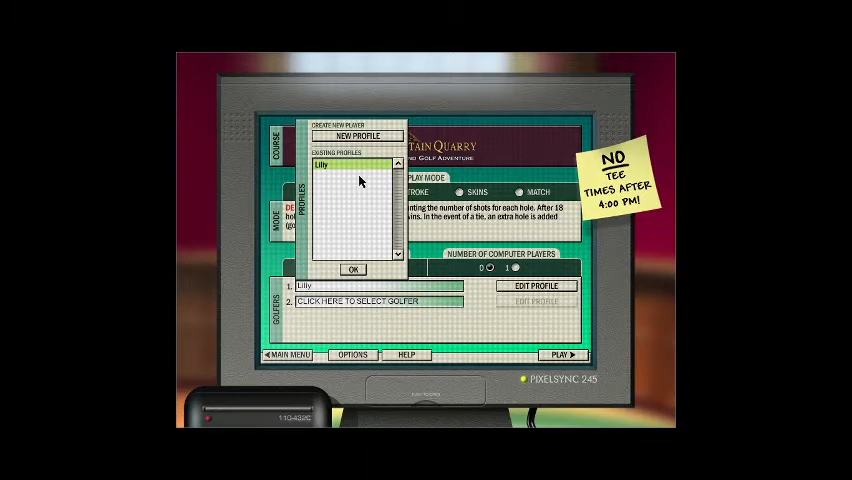 CREATE NEW PLAYER
NEW PROFILE
EXISTING PROFILES
Lilly
PROFILES
OK
COURSE
QUARRY
GOLF ADVENTURE
PLAY MODE
SKINS
MATCH
MODE
nting the number of shots for each hole. After 18
wins. In the event of a tie, an extra hole is added
NUMBER OF COMPUTER PLAYERS
0
1
GOLFERS
1. Lilly
EDIT PROFILE
2. CLICK HERE TO SELECT GOLFER
EDIT PROFILE
MAIN MENU
OPTIONS
HELP
PLAY
NO
TEE
TIMES AFTER
4:00 PM!
PIXELSYNC 245
110-432C